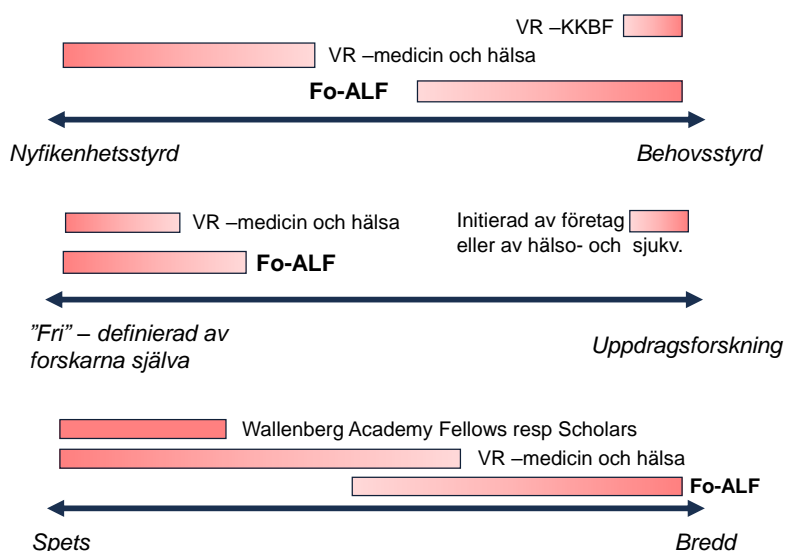 VR –KKBF
VR –medicin och hälsa
Fo-ALF
Nyfikenhetsstyrd
Behovsstyrd
VR –medicin och hälsa
Initierad av företag
eller av hälso- och sjukv.
Fo-ALF
”Fri” – definierad av
forskarna själva
Uppdragsforskning
Wallenberg Academy Fellows resp Scholars
VR –medicin och hälsa
Fo-ALF
Spets
Bredd